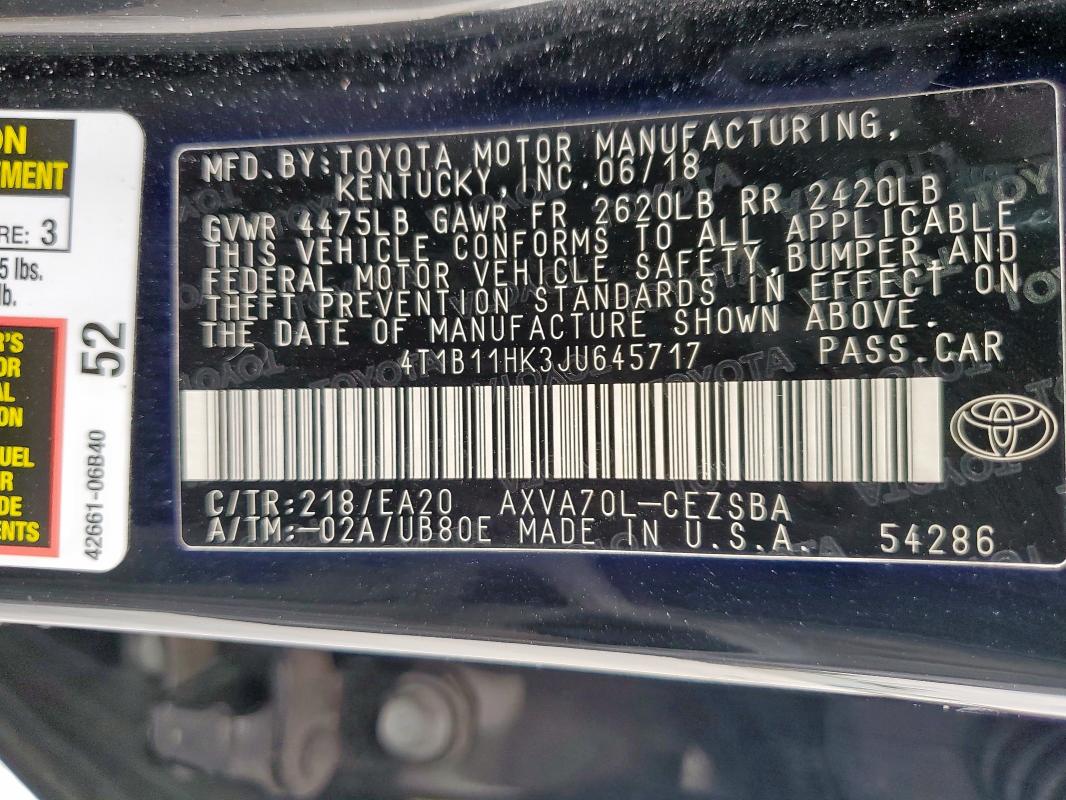 MFD. BY: TOYOTA MOTOR MANUFACTURING,
KENTUCKY, INC. 06/18
GVWR 4475LB GAWR FR 2620LB RR 2420LB
THIS VEHICLE CONFORMS TO ALL APPLICABLE
FEDERAL MOTOR VEHICLE SAFETY, BUMPER, AND
THEFT PREVENTION STANDARDS IN EFFECT ON
THE DATE OF MANUFACTURE SHOWN ABOVE.
4T1B11HK3JU645717 PASS. CAR
C/TR: 218/EA20 AXVA70L-CEZSBA
A/TM: -02A/UB80E MADE IN U.S.A. 54286
ON
EMENT
RE: 3
5 lbs.
lb.
R'S
OR
AL
ON
UEL
R
DE
ENTS
52
42661-06B40